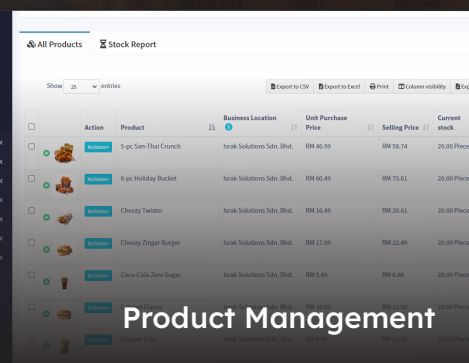 All Products Stock Report
Show 25 entries Export to CSV Export to Excel Print Column visibility
Action Product Business Location Unit Purchase Price Selling Price Current stock
Actions 5-pc San-Thai Crunch Israk Solutions Sdn. Bhd. RM 46.99 RM 58.74 20.00 Piece
Actions 6-pc Holiday Bucket Israk Solutions Sdn. Bhd. RM 60.49 RM 75.61 20.00 Piece
Actions Cheezy Twister Israk Solutions Sdn. Bhd. RM 16.49 RM 20.61 20.00 Piece
Actions Cheezy Zinger Burger Israk Solutions Sdn. Bhd. RM 17.99 RM 22.49 20.00 Piece
Actions Coca-Cola Zero Sugar Israk Solutions Sdn. Bhd. RM 5.49 RM 6.86 20.00 Piece
Product Management